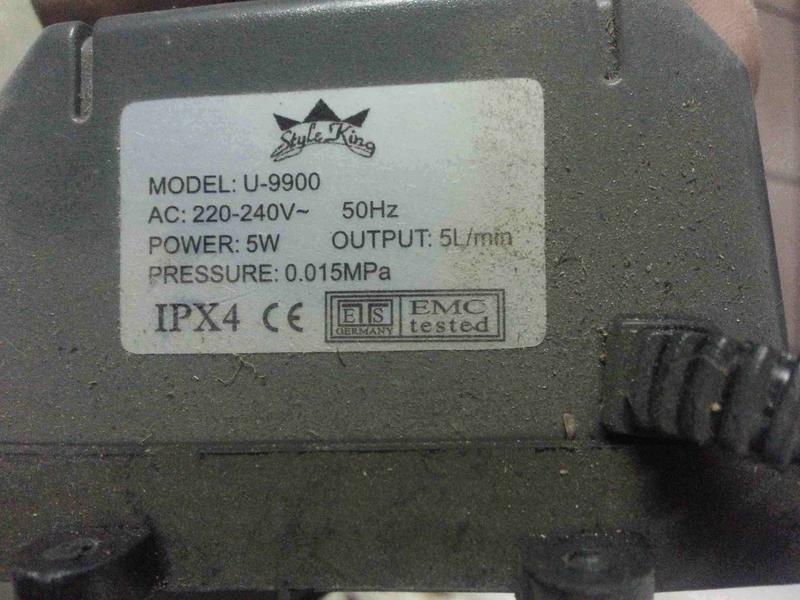 Style King
MODEL: U-9900
AC: 220-240V~ 50Hz
POWER: 5W OUTPUT: 5L/min
PRESSURE: 0.015MPa
IPX4 CE ETS GERMANY EMC tested